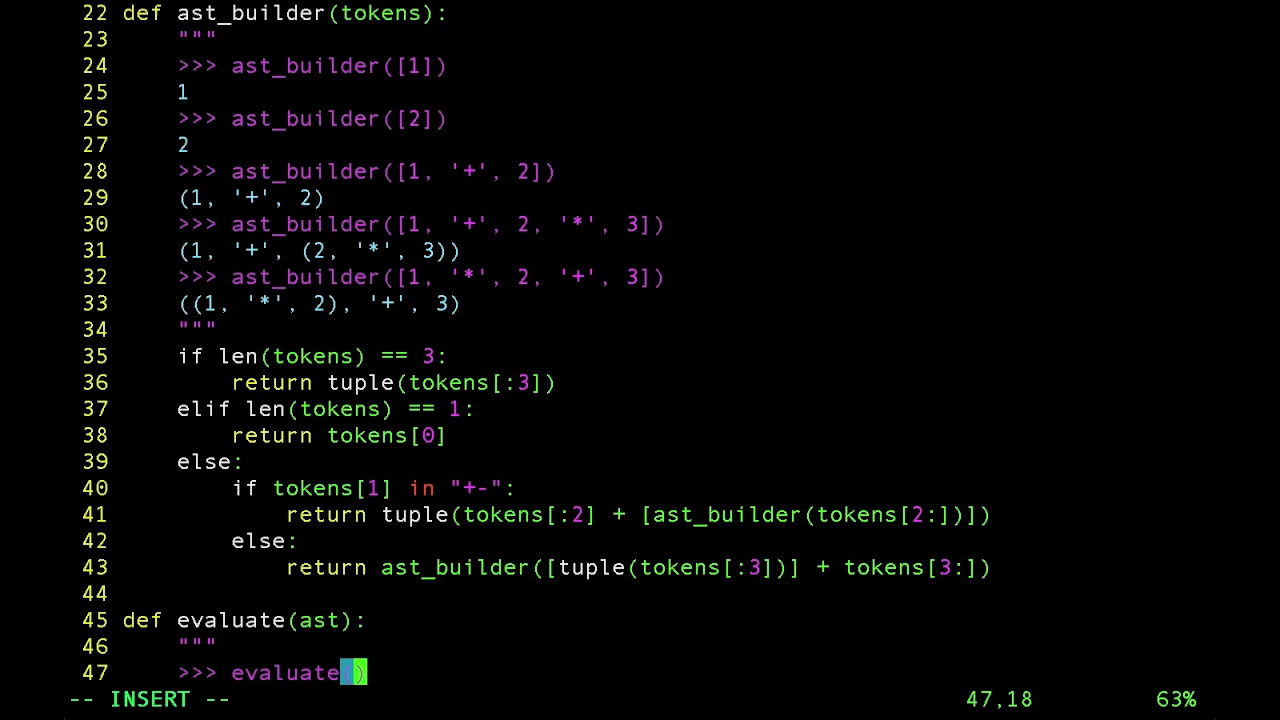 22 def ast_builder(tokens):
23     """
24     >>> ast_builder([1])
25     1
26     >>> ast_builder([2])
27     2
28     >>> ast_builder([1, '+', 2])
29     (1, '+', 2)
30     >>> ast_builder([1, '+', 2, '*', 3])
31     (1, '+', (2, '*', 3))
32     >>> ast_builder([1, '*', 2, '+', 3])
33     ((1, '*', 2), '+', 3)
34     """
35     if len(tokens) == 3:
36         return tuple(tokens[:3])
37     elif len(tokens) == 1:
38         return tokens[0]
39     else:
40         if tokens[1] in "+-":
41             return tuple(tokens[:2] + [ast_builder(tokens[2:])])
42         else:
43             return ast_builder([tuple(tokens[:3])] + tokens[3:])
44
45 def evaluate(ast):
46     """
47     >>> evaluate()
-- INSERT -- 47,18 63%